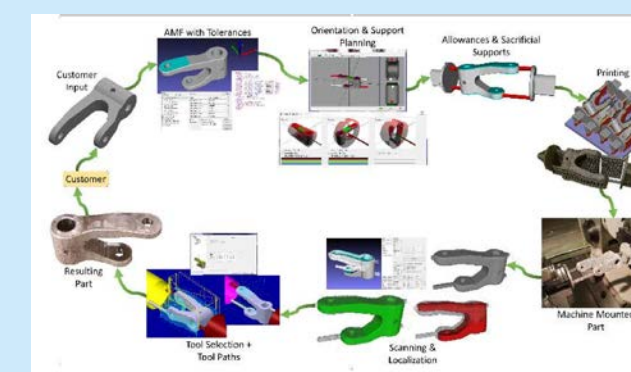 AIMF with Tolerances
Orientation & Support
Planning
Allowances & Sacrificial
Supports
Printing
Customer
Input
Customer
Resulting
Part
Tool Selection +
Tool Paths
Scanning &
Localization
Machine Mounted
Part